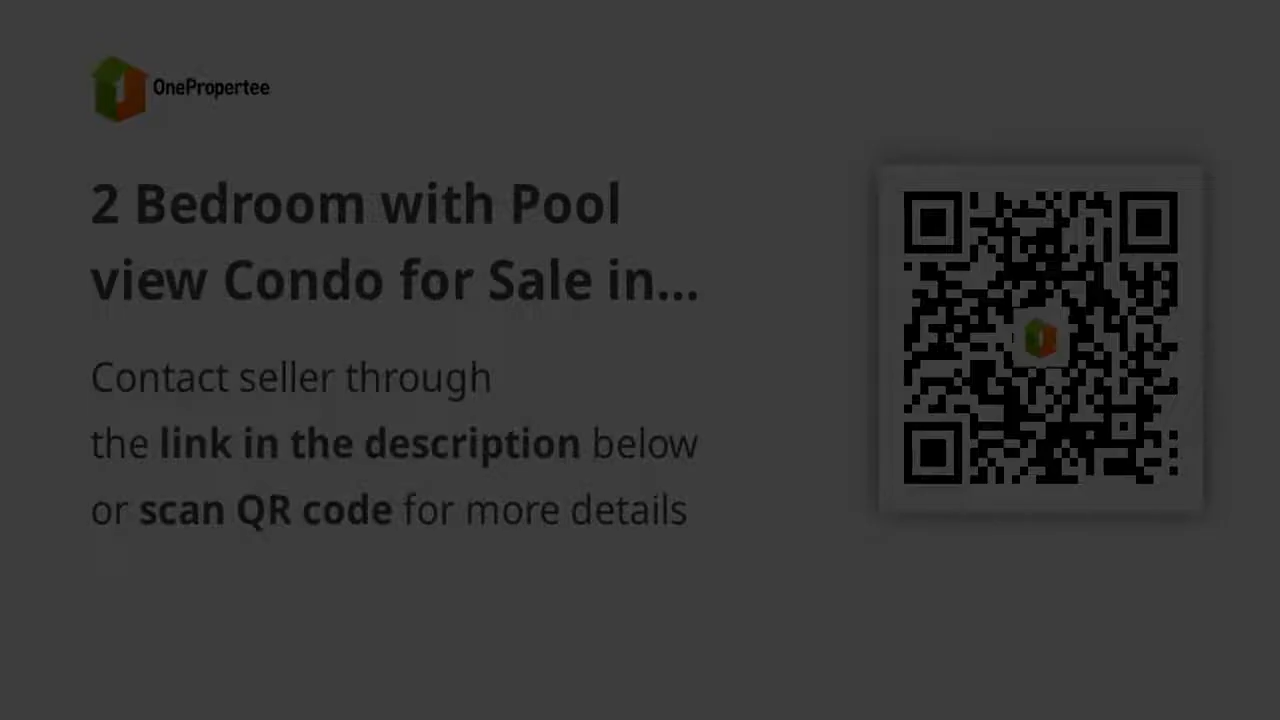 OnePropertee
2 Bedroom with Pool
view Condo for Sale in...
Contact seller through
the link in the description below
or scan QR code for more details